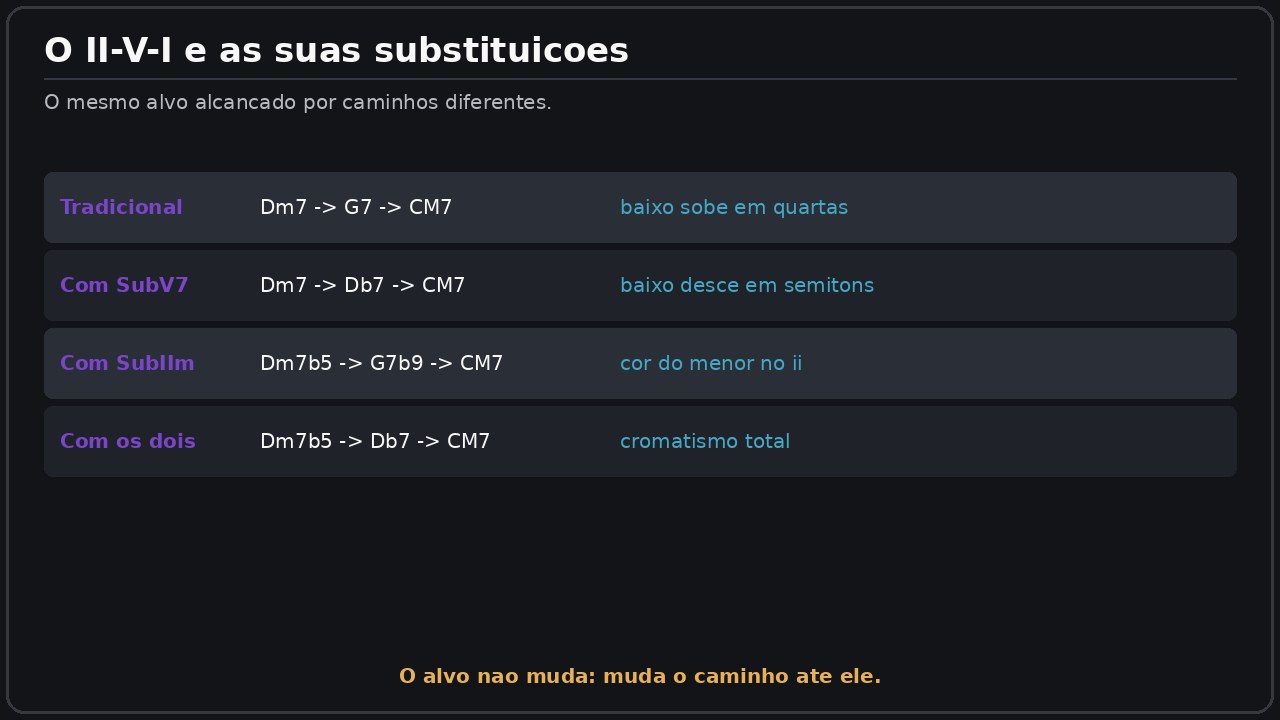 O II-V-I e as suas substituicoes
O mesmo alvo alcancado por caminhos diferentes.
Tradicional Dm7 -> G7 -> CM7 baixo sobe em quartas
Com SubV7 Dm7 -> Db7 -> CM7 baixo desce em semitons
Com SubIIm Dm7b5 -> G7b9 -> CM7 cor do menor no ii
Com os dois Dm7b5 -> Db7 -> CM7 cromatismo total
O alvo nao muda: muda o caminho ate ele.